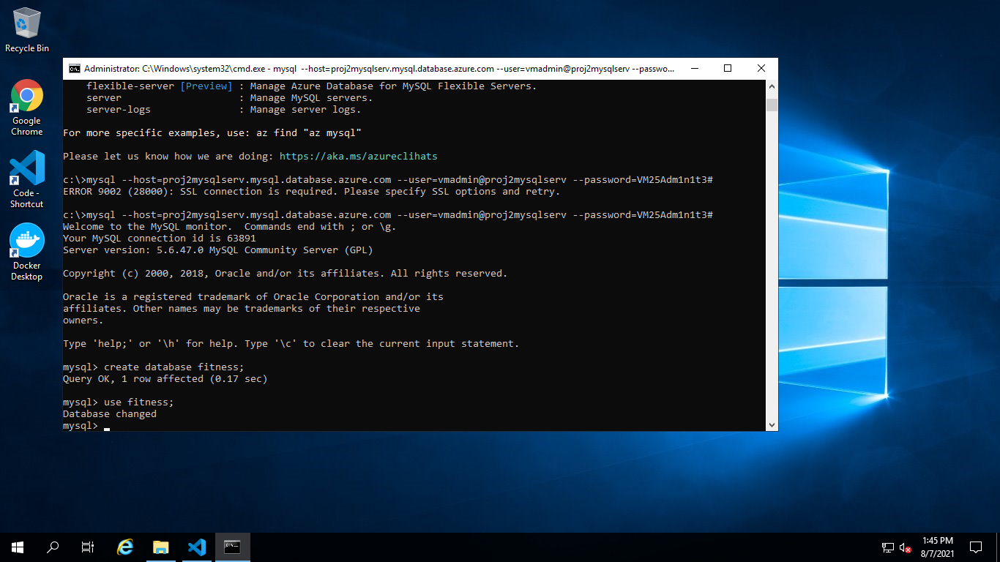 Recycle Bin
Google
Chrome
Code -
Shortcut
Docker
Desktop
Administrator: C:\Windows\system32\cmd.exe - mysql  --host=proj2mysqlserv.mysql.database.azure.com --user=vmadmin@proj2mysqlserv --passwo...
flexible-server [Preview] : Manage Azure Database for MySQL Flexible Servers.
server                    : Manage MySQL servers.
server-logs               : Manage server logs.
For more specific examples, use: az find "az mysql"
Please let us know how we are doing: https://aka.ms/azureclihats
c:\>mysql --host=proj2mysqlserv.mysql.database.azure.com --user=vmadmin@proj2mysqlserv --password=VM25Adm1n1t3#
ERROR 9002 (28000): SSL connection is required. Please specify SSL options and retry.
c:\>mysql --host=proj2mysqlserv.mysql.database.azure.com --user=vmadmin@proj2mysqlserv --password=VM25Adm1n1t3#
Welcome to the MySQL monitor.  Commands end with ; or \g.
Your MySQL connection id is 63891
Server version: 5.6.47.0 MySQL Community Server (GPL)
Copyright (c) 2000, 2018, Oracle and/or its affiliates. All rights reserved.
Oracle is a registered trademark of Oracle Corporation and/or its
affiliates. Other names may be trademarks of their respective
owners.
Type 'help;' or '\h' for help. Type '\c' to clear the current input statement.
mysql> create database fitness;
Query OK, 1 row affected (0.17 sec)
mysql> use fitness;
Database changed
mysql>
1:45 PM
8/7/2021